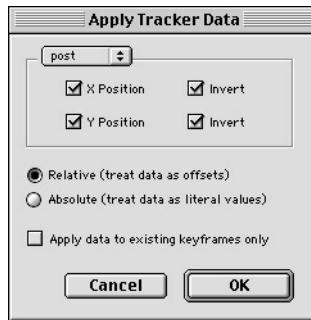 Apply Tracker Data
post
X Position Invert
Y Position Invert
Relative (treat data as offsets)
Absolute (treat data as literal values)
Apply data to existing keyframes only
Cancel OK